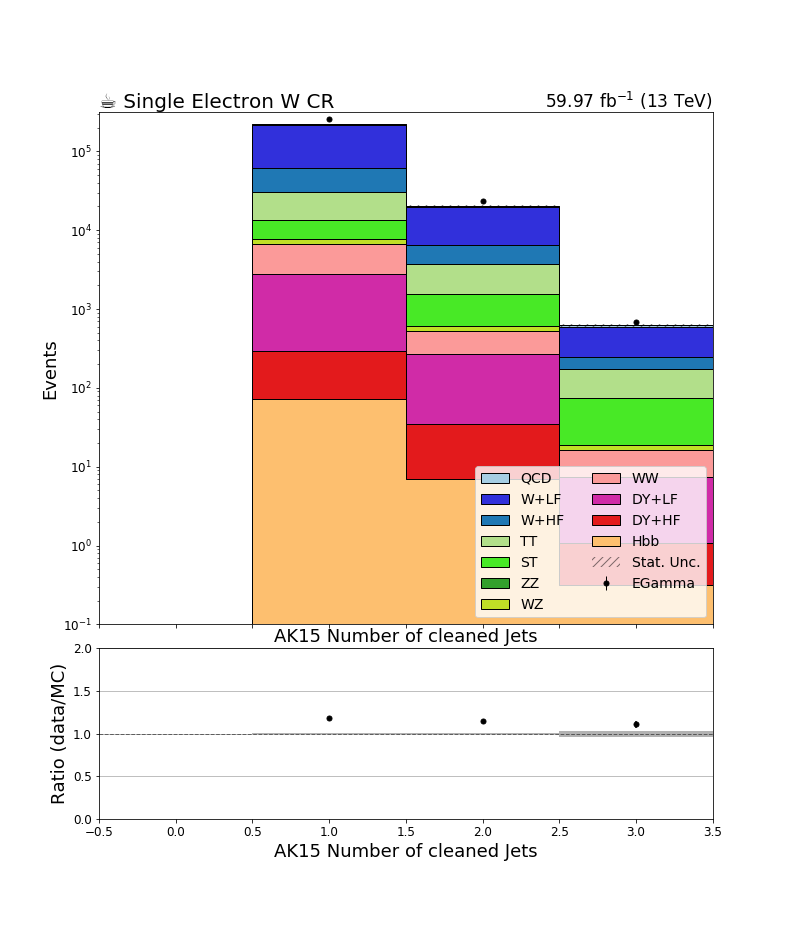 ☕ Single Electron W CR
59.97 fb⁻¹ (13 TeV)
Events
10⁵
10⁴
10³
10²
10¹
10⁰
10⁻¹
QCD
W+LF
W+HF
TT
ST
ZZ
WZ
WW
DY+LF
DY+HF
Hbb
Stat. Unc.
EGamma
AK15 Number of cleaned Jets
Ratio (data/MC)
2.0
1.5
1.0
0.5
0.0
−0.5 0.0 0.5 1.0 1.5 2.0 2.5 3.0 3.5
AK15 Number of cleaned Jets